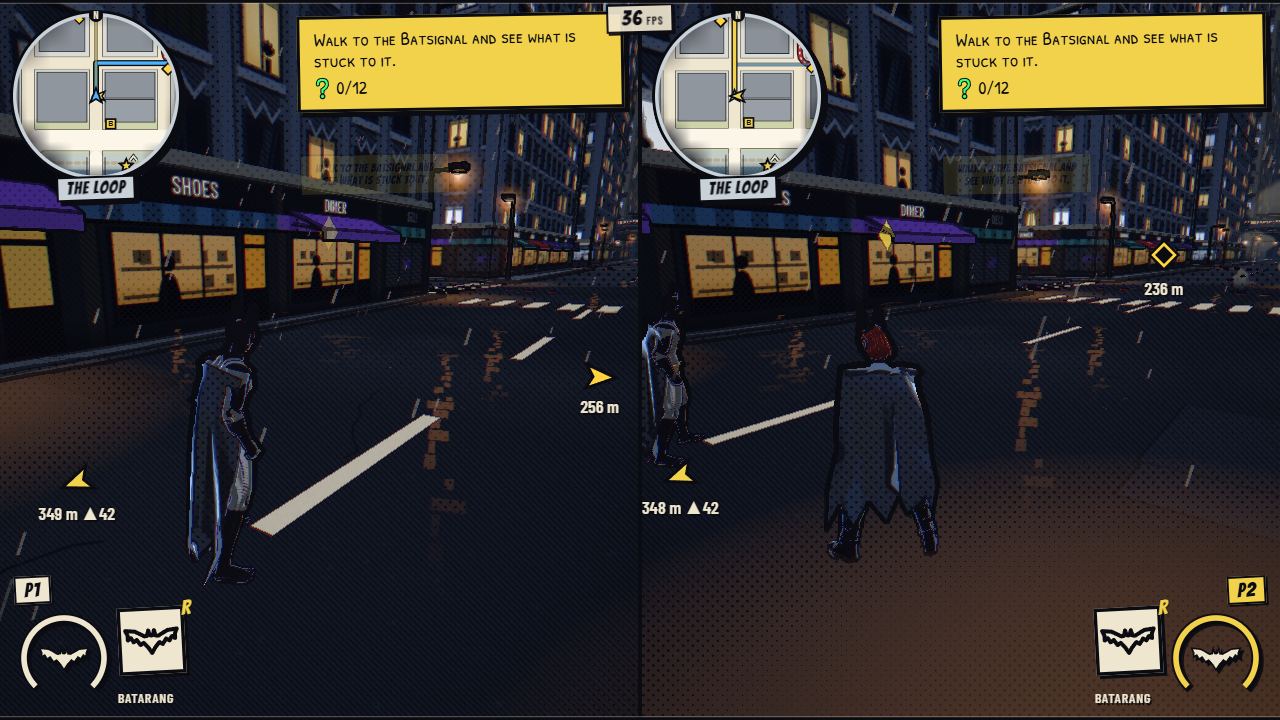 36 FPS
N
WALK TO THE BATSIGNAL AND SEE WHAT IS
STUCK TO IT.
? 0/12
B
THE LOOP
SHOES
DINER
256 m
349 m ▲42
P1
R
BATARANG
N
WALK TO THE BATSIGNAL AND SEE WHAT IS
STUCK TO IT.
? 0/12
B
THE LOOP
S
DINER
236 m
348 m ▲42
P2
R
BATARANG